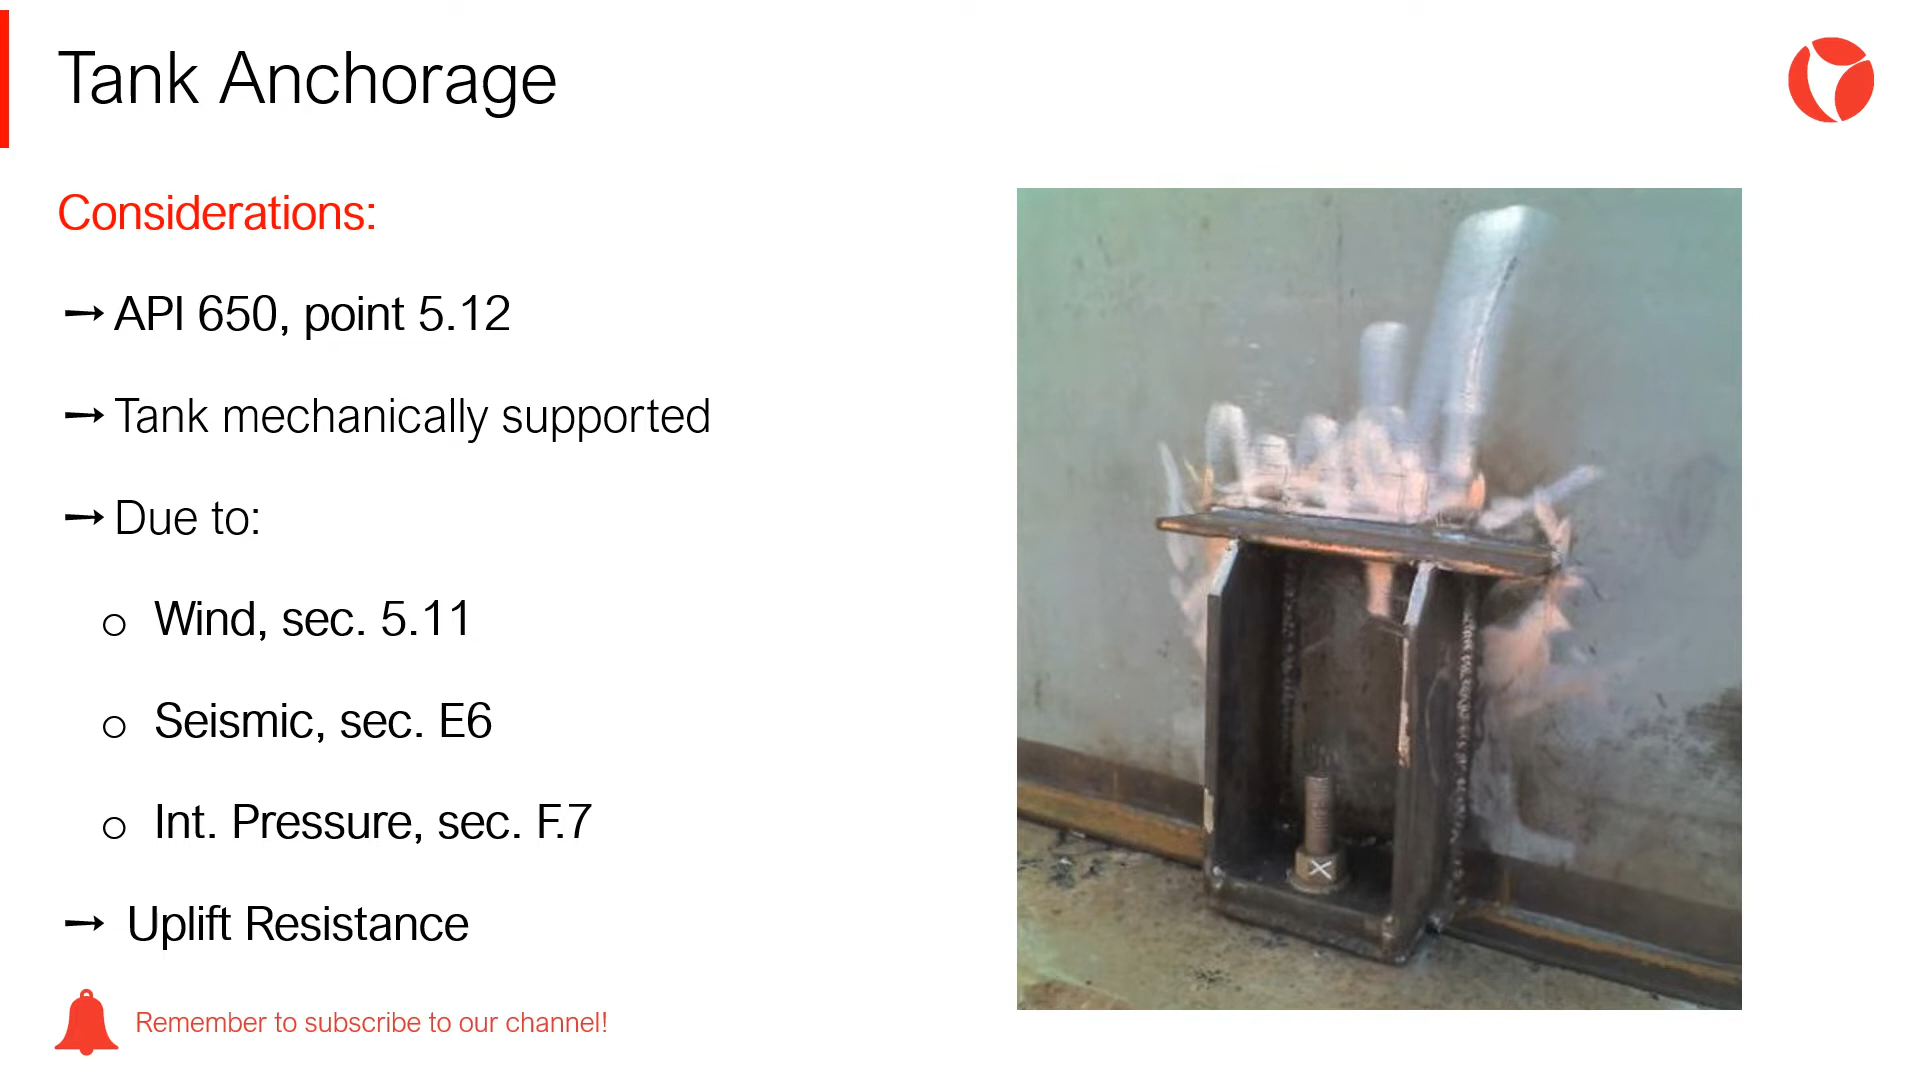 Tank Anchorage
Considerations:
→ API 650, point 5.12
→ Tank mechanically supported
→ Due to:
o Wind, sec. 5.11
o Seismic, sec. E6
o Int. Pressure, sec. F.7
→ Uplift Resistance
Remember to subscribe to our channel!